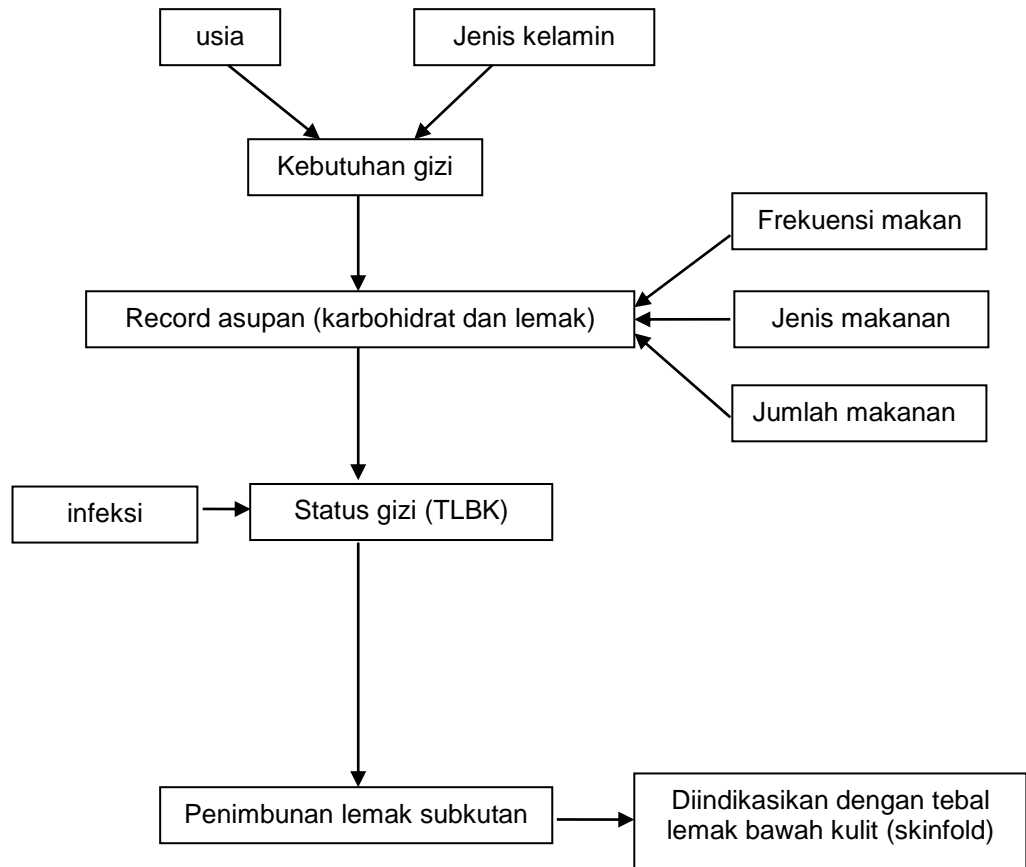 usia
Jenis kelamin
Kebutuhan gizi
Frekuensi makan
Record asupan (karbohidrat dan lemak)
Jenis makanan
Jumlah makanan
infeksi
Status gizi (TLBK)
Penimbunan lemak subkutan
Diindikasikan dengan tebal
lemak bawah kulit (skinfold)